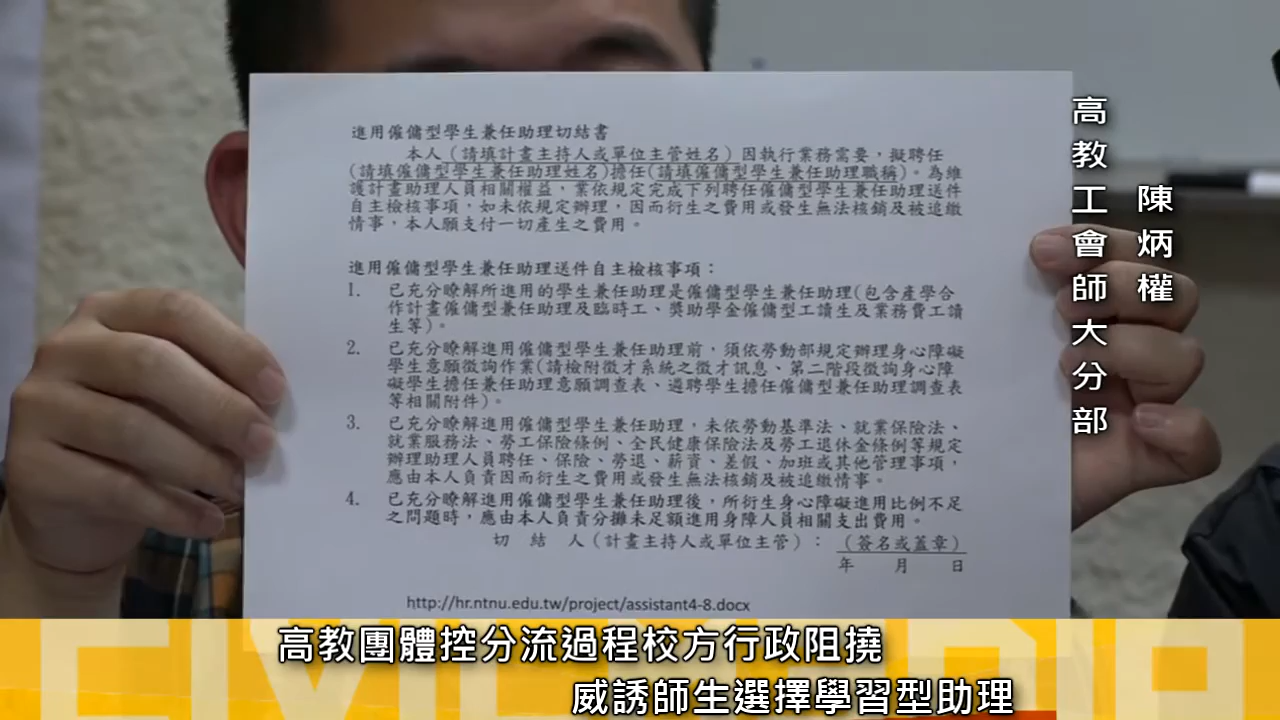 進用僱傭型學生兼任助理切結書
本人(請填計畫主持人或單位主管姓名)因執行業務需要，擬聘任
(請填僱傭型學生兼任助理姓名)擔任(請填僱傭型學生兼任助理職稱)。為維
護計畫助理人員相關權益，業依規定完成下列聘任僱傭型學生兼任助理送件
自主檢核事項，如未依規定辦理，因而衍生之費用或發生無法核銷及被追繳
情事，本人願支付一切產生之費用。
進用僱傭型學生兼任助理送件自主檢核事項：
1. 已充分瞭解所進用的學生兼任助理是僱傭型學生兼任助理(包含產學合
作計畫僱傭型兼任助理及臨時工、獎助學金僱傭型工讀生及業務費工讀
生等)。
2. 已充分瞭解進用僱傭型學生兼任助理前，須依勞動部規定辦理身心障礙
學生意願徵詢作業(請檢附徵才系統之徵才訊息、第二階段徵詢身心障
礙學生擔任兼任助理意願調查表、遴聘學生擔任僱傭型兼任助理調查表
等相關附件)。
3. 已充分瞭解進用僱傭型學生兼任助理，未依勞動基準法、就業保險法、
就業服務法、勞工保險條例、全民健康保險法及勞工退休金條例等規定
辦理助理人員聘任、保險、勞退、薪資、差假、加班或其他管理事項，
應由本人負責因而衍生之費用或發生無法核銷及被追繳情事。
4. 已充分瞭解進用僱傭型學生兼任助理後，所衍生身心障礙進用比例不足
之問題時，應由本人負責分攤未足額進用身障人員相關支出費用。
切 結 人(計畫主持人或單位主管)：(簽名或蓋章)
年 月 日
http://hr.ntnu.edu.tw/project/assistant4-8.docx
高教工會師大分部
陳炳權
高教團體控分流過程校方行政阻撓
威誘師生選擇學習型助理